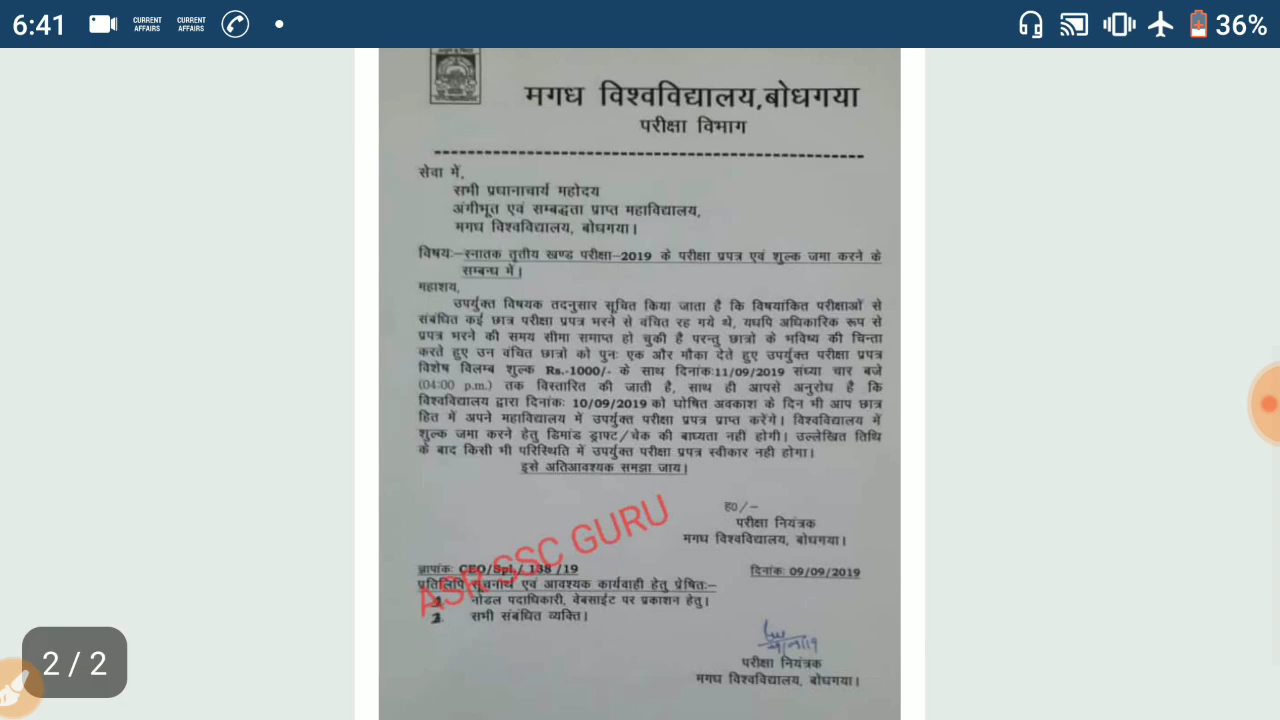 6:41
CURRENT AFFAIRS
CURRENT AFFAIRS
36%
मगध विश्वविद्यालय,बोधगया
परीक्षा विभाग
सेवा में,
सभी प्रधानाचार्य महोदय
अंगीभूत एवं सम्बद्धता प्राप्त महाविद्यालय,
मगध विश्वविद्यालय, बोधगया।
विषयः–स्नातक तृतीय खण्ड परीक्षा–2019 के परीक्षा प्रपत्र एवं शुल्क जमा करने के
सम्बन्ध में।
महाशय,
उपर्युक्त विषयक तदनुसार सूचित किया जाता है कि विषयांकित परीक्षाओं से
संबंधित कई छात्र परीक्षा प्रपत्र भरने से वंचित रह गये थे, यधपि अधिकारिक रूप से
प्रपत्र भरने की समय सीमा समाप्त हो चुकी है परन्तु छात्रो के भविष्य की चिन्ता
करते हुए उन वंचित छात्रो को पुनः एक और मौका देते हुए उपर्युक्त परीक्षा प्रपत्र
विशेष विलम्ब शुल्क Rs.-1000/- के साथ दिनांक:11/09/2019 संध्या चार बजे
(04:00 p.m.) तक विस्तारित की जाती है, साथ ही आपसे अनुरोध है कि
विश्वविद्यालय द्वारा दिनांकः 10/09/2019 को घोषित अवकाश के दिन भी आप छात्र
हित में अपने महाविद्यालय में उपर्युक्त परीक्षा प्रपत्र प्राप्त करेंगे। विश्वविद्यालय में
शुल्क जमा करने हेतु डिमांड ड्राफ्ट/चेक की बाध्यता नहीं होगी। उल्लेखित तिथि
के बाद किसी भी परिस्थिति में उपर्युक्त परीक्षा प्रपत्र स्वीकार नही होगा।
इसे अतिआवश्यक समझा जाय।
ह0/–
परीक्षा नियंत्रक
मगध विश्वविद्यालय, बोधगया।
ASR SSC GURU
ज्ञापांकः CEO/Spl./ 138 /19 दिनांकः 09/09/2019
प्रतिलिपि सूचनार्थ एवं आवश्यक कार्यवाही हेतु प्रेषितः–
1. नोडल पदाधिकारी, वेबसाईट पर प्रकाशन हेतु।
2. सभी संबंधित व्यक्ति।
परीक्षा नियंत्रक
मगध विश्वविद्यालय, बोधगया।
2 / 2